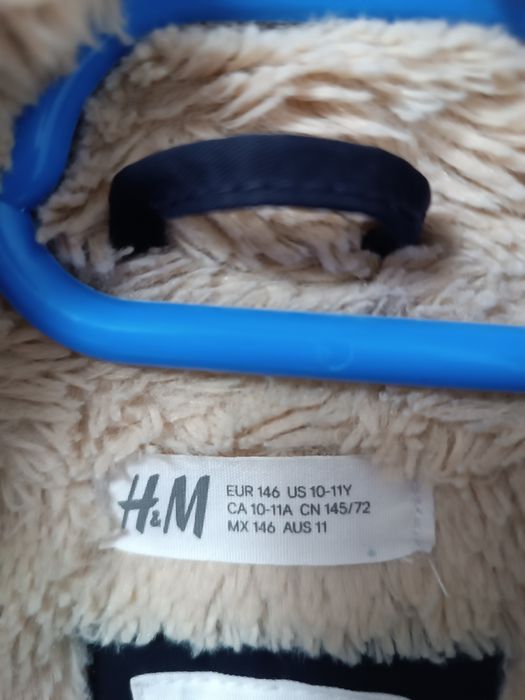 H&M
EUR 146 US 10-11Y
CA 10-11A CN 145/72
MX 146 AUS 11